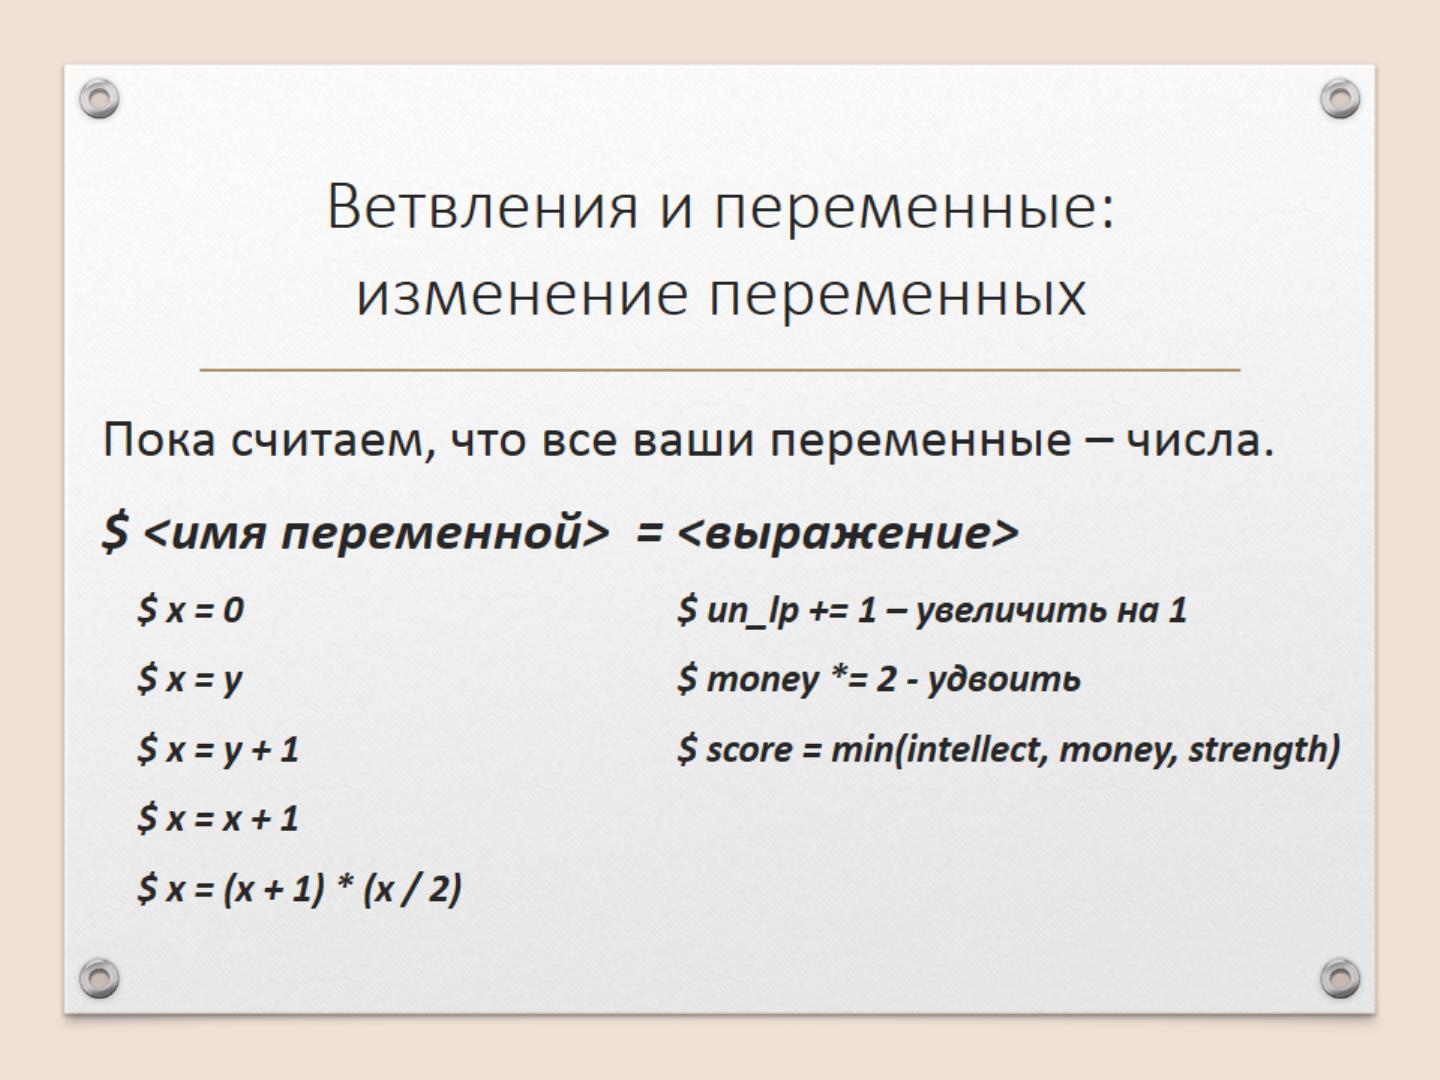 Ветвления и переменные:
изменение переменных
Пока считаем, что все ваши переменные – числа.
$ <имя переменной> = <выражение>
$ x = 0
$ x = y
$ x = y + 1
$ x = x + 1
$ x = (x + 1) * (x / 2)
$ un_lp += 1 – увеличить на 1
$ money *= 2 - удвоить
$ score = min(intellect, money, strength)